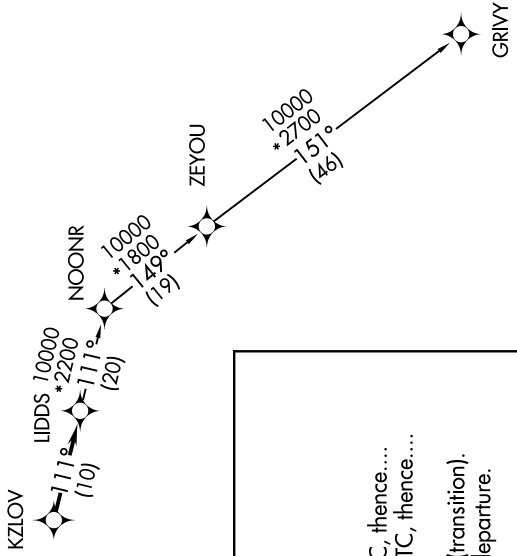 KZLOV
111°
(10)
LIDDS
10000
*2200
111°
(20)
NOONR
10000
*1800
149°
(19)
ZEYOU
10000
*2700
151°
(46)
GRIVY
C, thence....
TC, thence....
(transition).
departure.